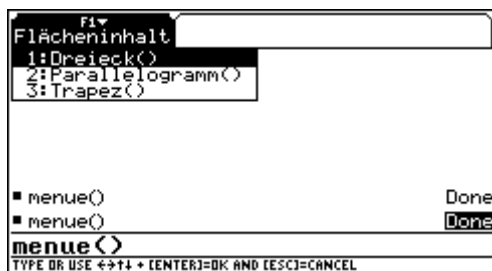 F1▼
Flächeninhalt
1:Dreieck()
2:Parallelogramm()
3:Trapez()
▪ menue() Done
▪ menue() Done
menue()
TYPE OR USE ←→↑↓ + [ENTER]=OK AND [ESC]=CANCEL